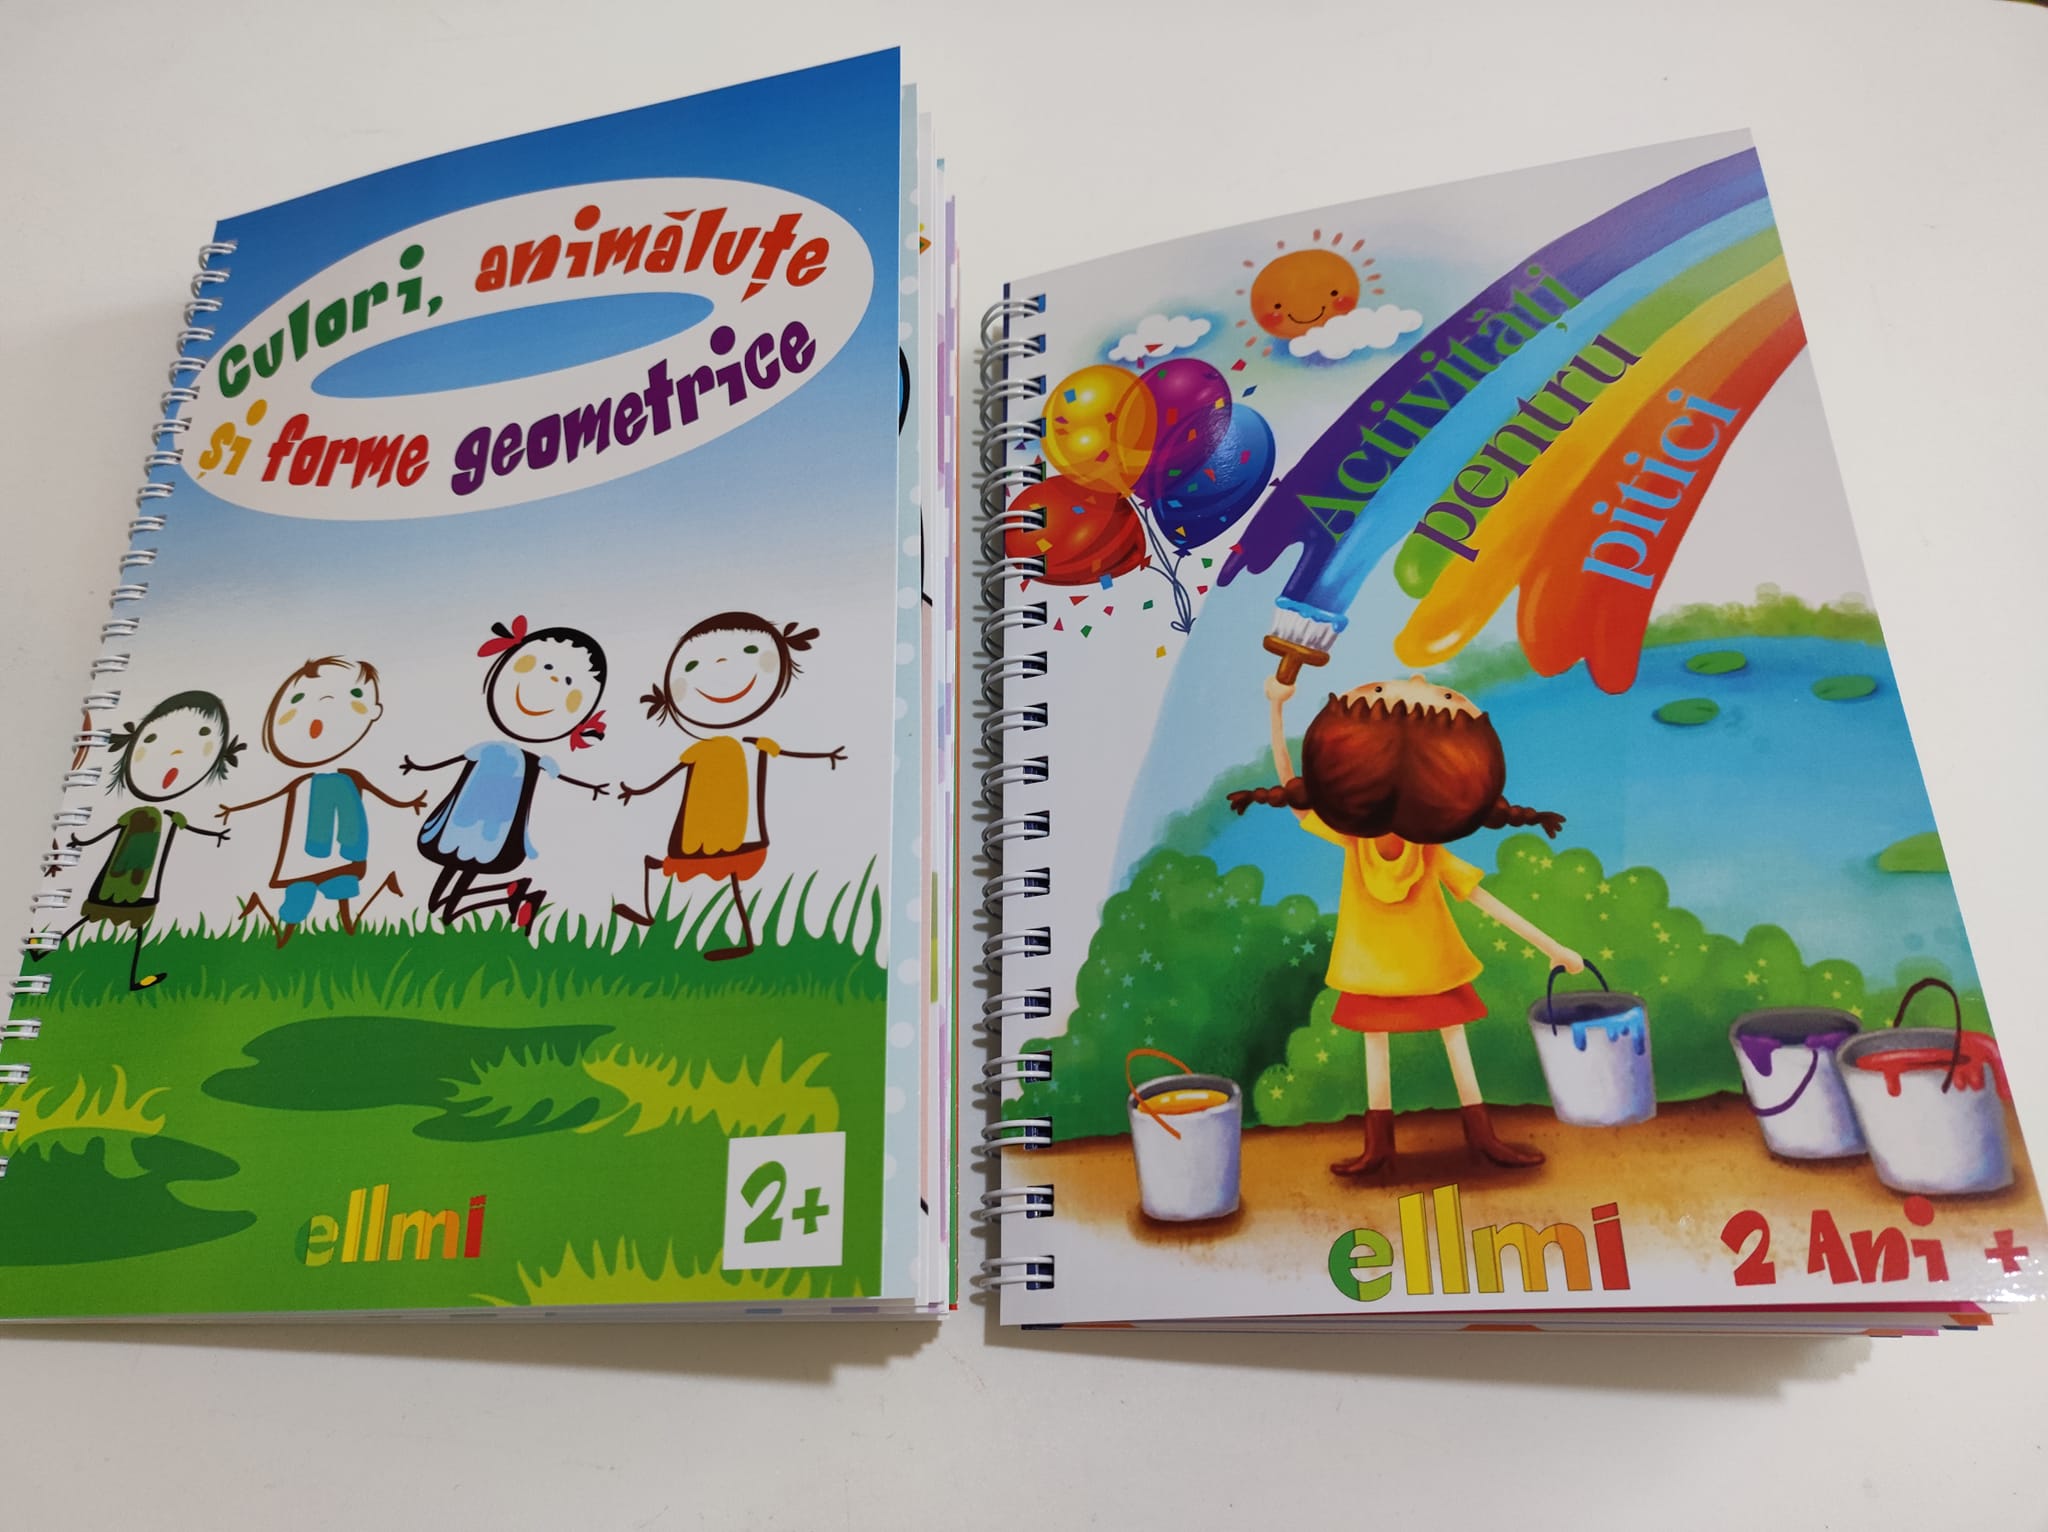 Culori, animăluțe
și forme geometrice
ellmi
2+
Activități
pentru
pitici
ellmi
2 Ani +